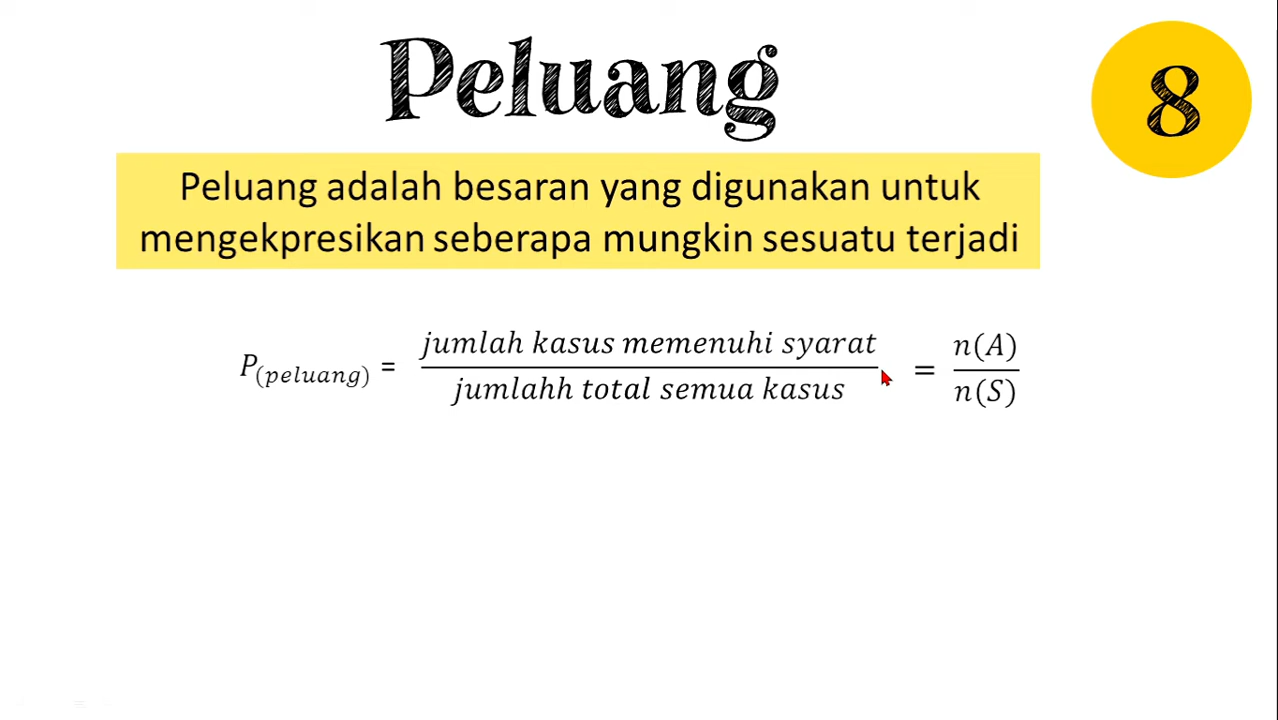 Peluang
8
Peluang adalah besaran yang digunakan untuk
mengekpresikan seberapa mungkin sesuatu terjadi
P(peluang) = jumlah kasus memenuhi syarat / jumlahh total semua kasus = n(A) / n(S)